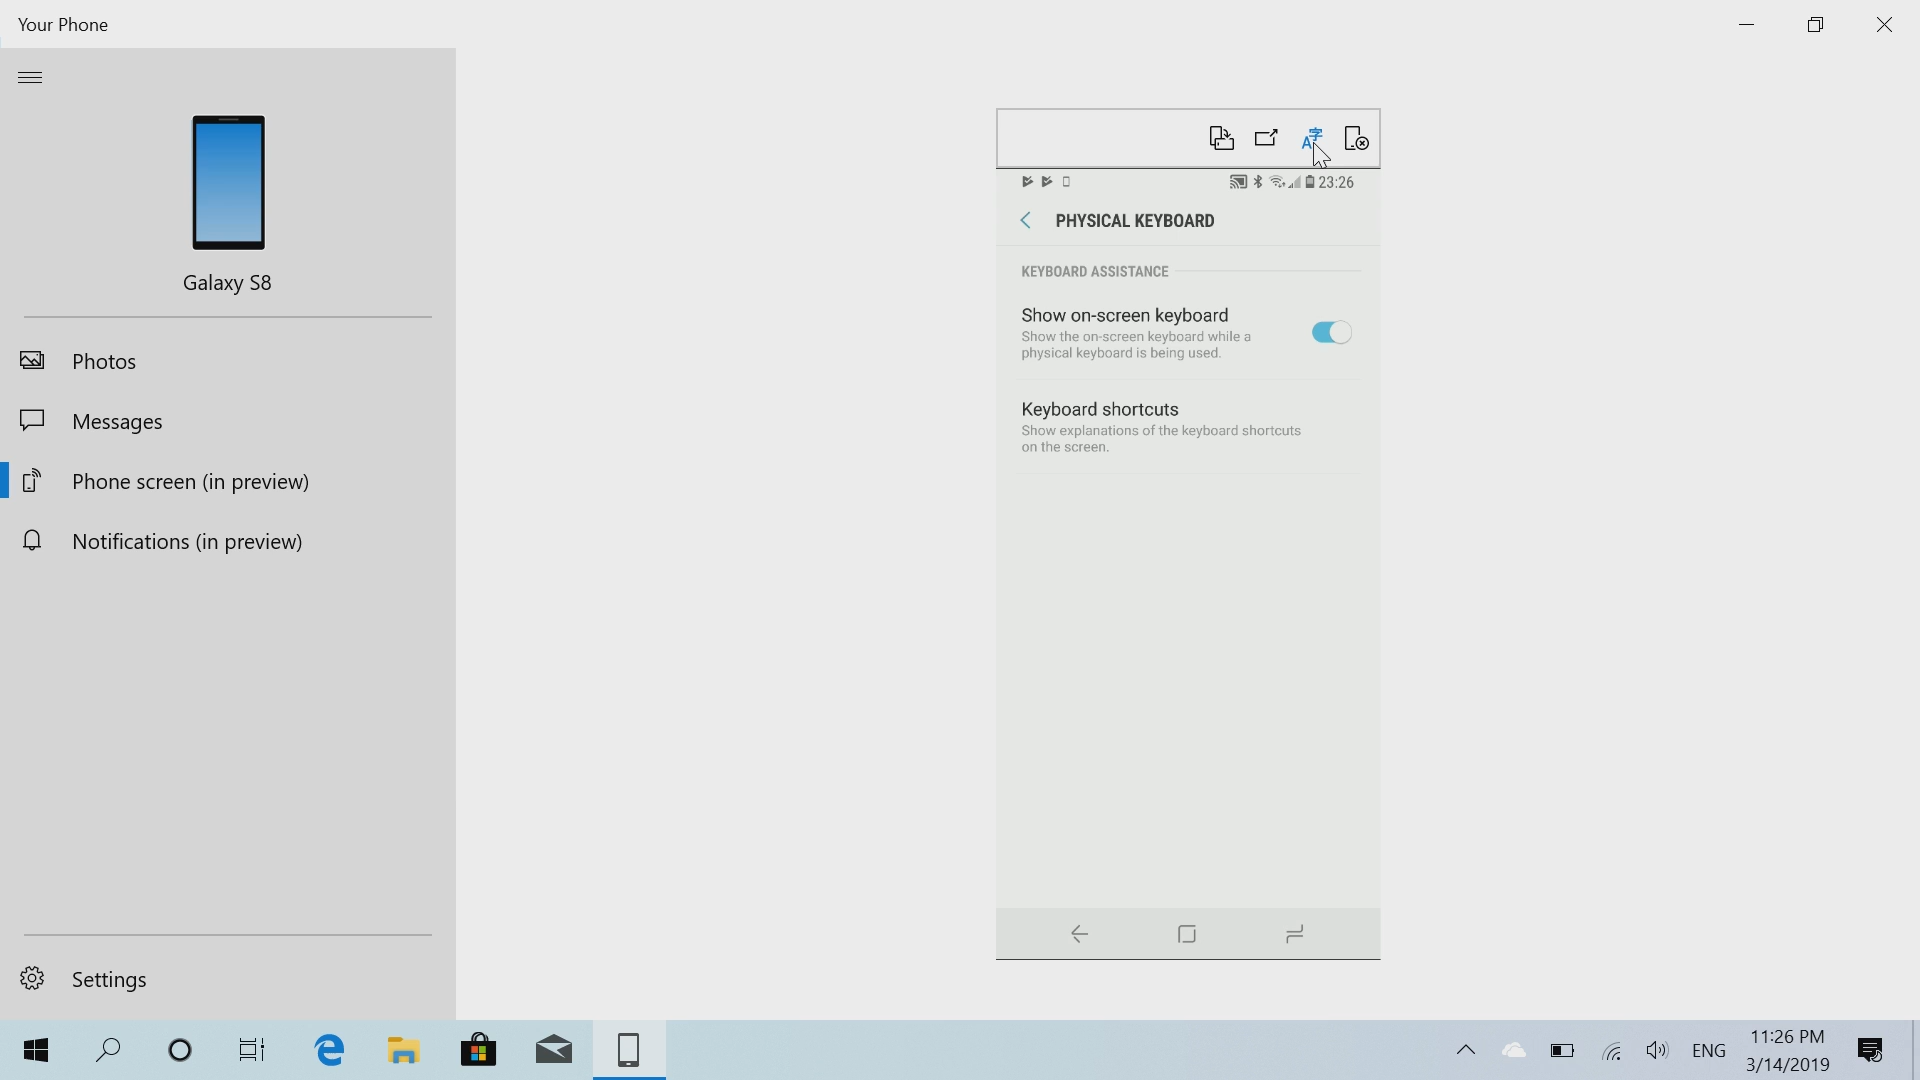 Your Phone
Galaxy S8
Photos
Messages
Phone screen (in preview)
Notifications (in preview)
Settings
A字
23:26
PHYSICAL KEYBOARD
KEYBOARD ASSISTANCE
Show on-screen keyboard
Show the on-screen keyboard while a
physical keyboard is being used.
Keyboard shortcuts
Show explanations of the keyboard shortcuts
on the screen.
ENG
11:26 PM
3/14/2019